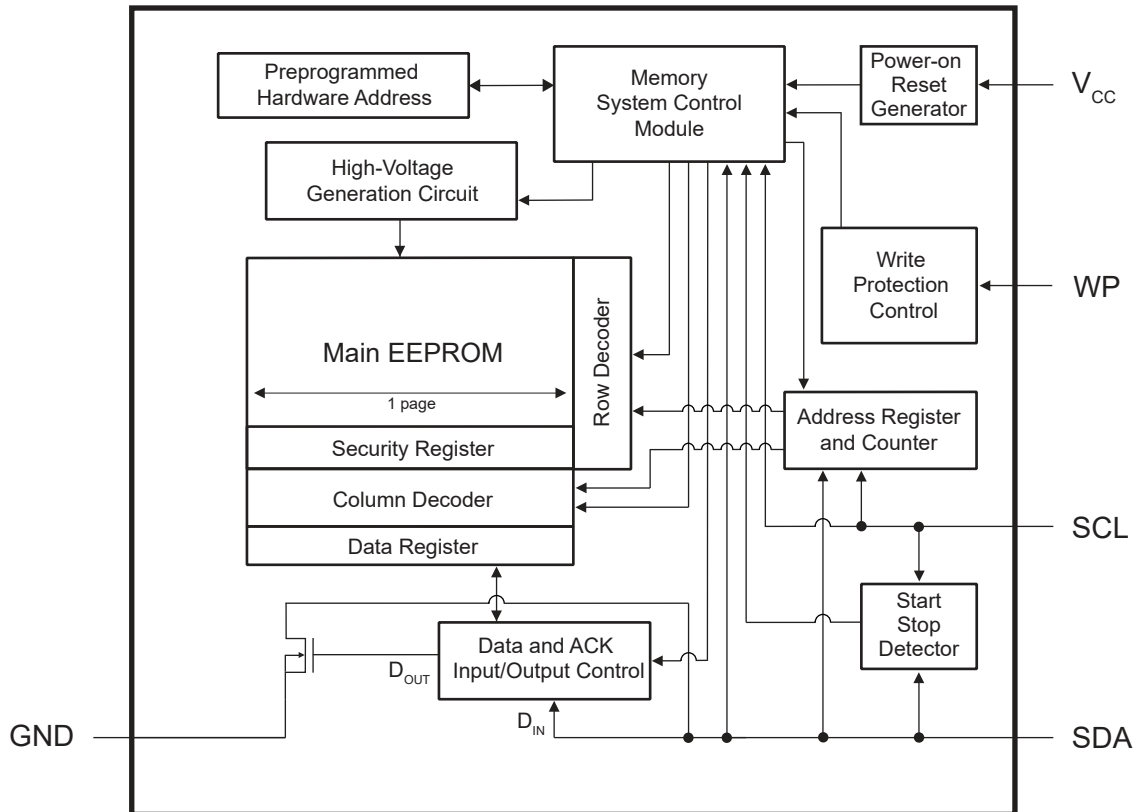 Preprogrammed
Hardware Address
Memory
System Control
Module
Power-on
Reset
Generator
VCC
High-Voltage
Generation Circuit
Write
Protection
Control
WP
Main EEPROM
1 page
Row Decoder
Address Register
and Counter
Security Register
Column Decoder
Data Register
SCL
Start
Stop
Detector
Data and ACK
Input/Output Control
DOUT
DIN
GND
SDA